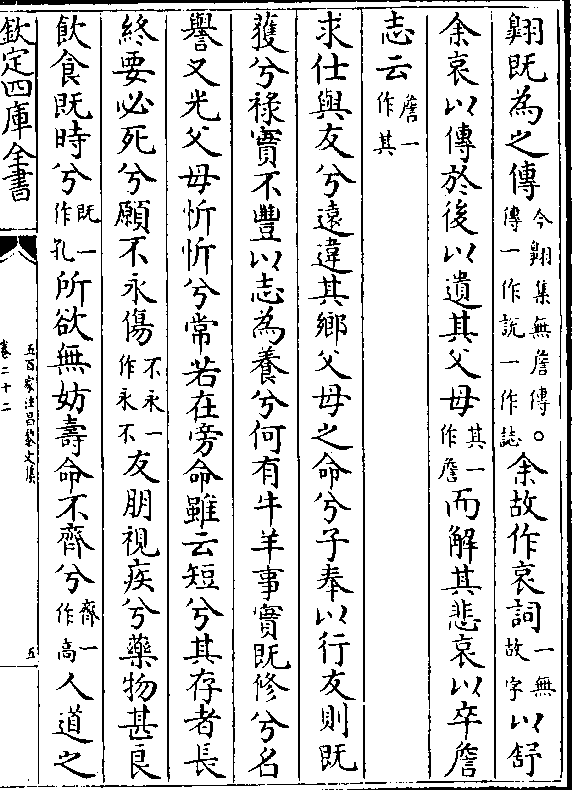 翺既為之傳今翺集無詹傳。傳一作説一作誌余故作哀詞一無故字以舒
余哀以傳於後以遺其父母其一作詹而解其悲哀以卒詹
志云詹一作其
求仕與友兮遠違其鄉父母之命兮子奉以行友則既
獲兮祿實不豐以志為養兮何有牛羊事實既修兮名
譽又光父母忻忻兮常若在旁命雖云短兮其存者長
終要必死兮願不永傷不永一作永不友朋視疾兮藥物甚良
飲食既時兮既一作孔所欲無妨壽命不齊兮齊一作高人道之
欽定四庫全書
五百家注昌黎文集
卷二十二
五